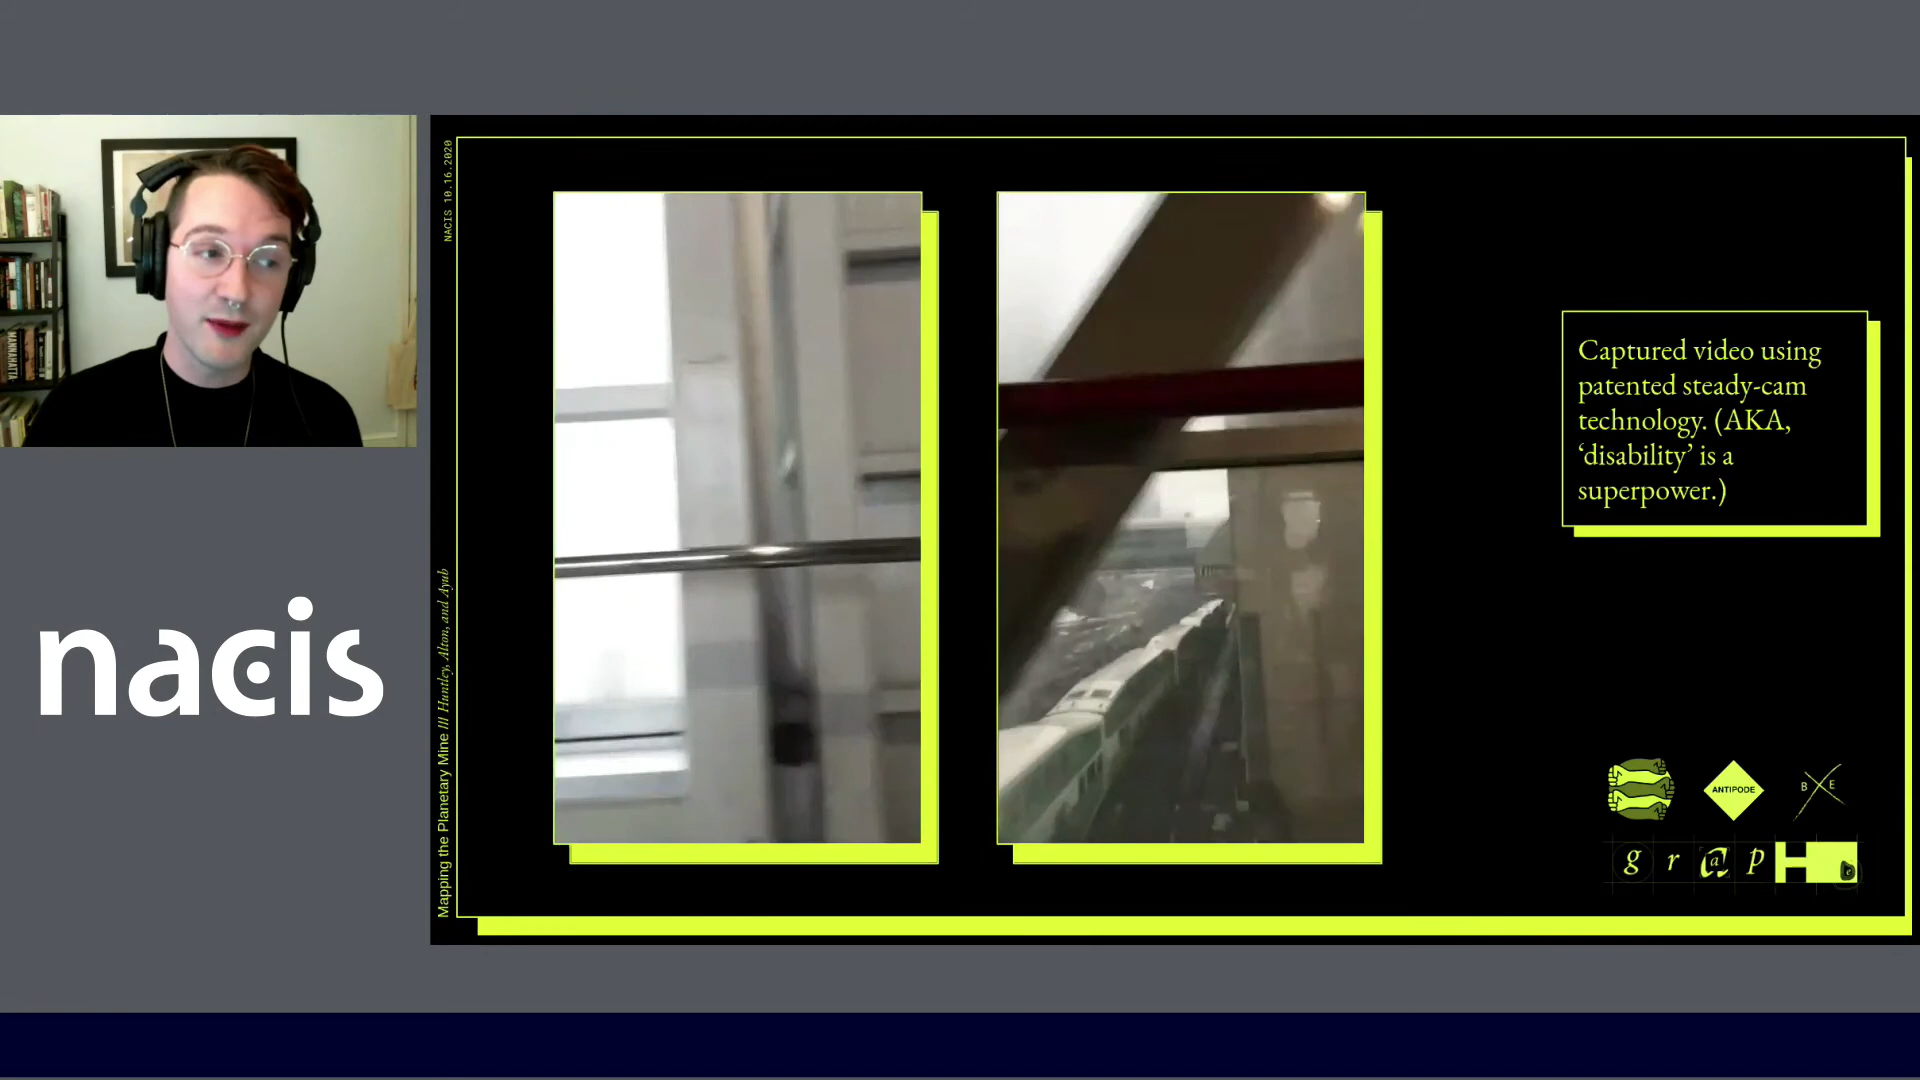 NACIS 10.16.2020
Mapping the Planetary Mine /// Huntley, Alton, and Ayub
MANNAHATTA
nacis
Captured video using
patented steady-cam
technology. (AKA,
‘disability’ is a
superpower.)
ANTIPODE
B E
g r a p H e